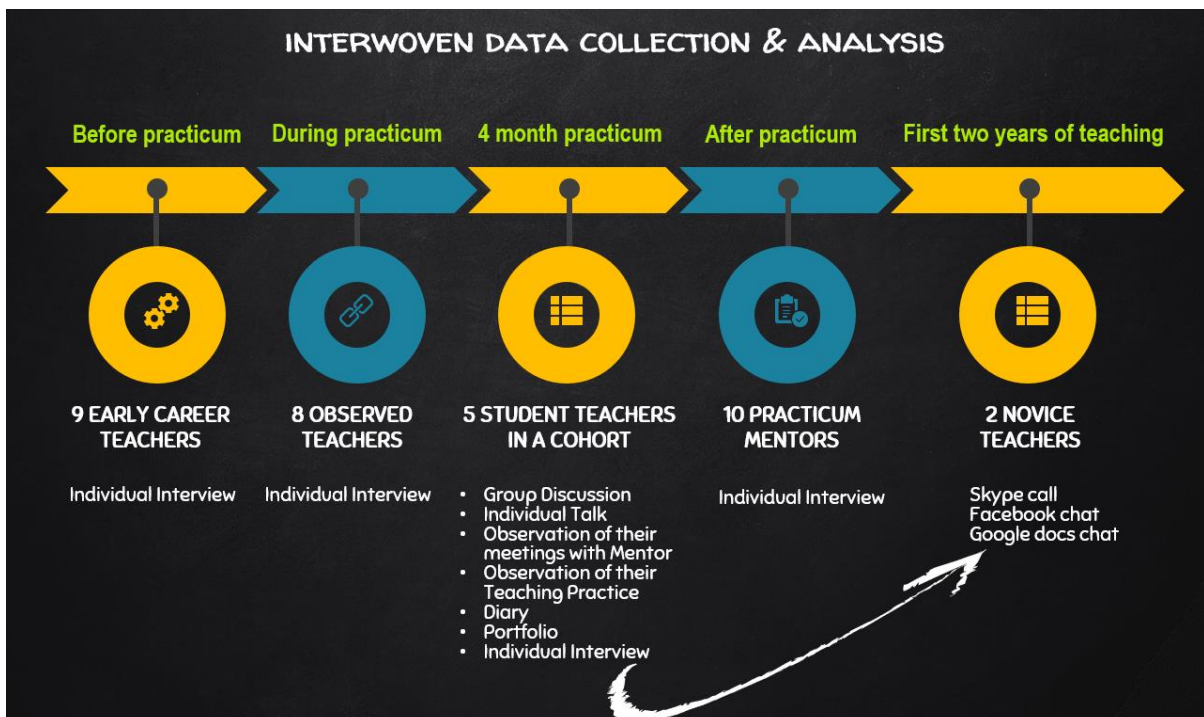 INTERWOVEN DATA COLLECTION & ANALYSIS
Before practicum
During practicum
4 month practicum
After practicum
First two years of teaching
9 EARLY CAREER
TEACHERS
Individual Interview
8 OBSERVED
TEACHERS
Individual Interview
5 STUDENT TEACHERS
IN A COHORT
• Group Discussion
• Individual Talk
• Observation of their
meetings with Mentor
• Observation of their
Teaching Practice
• Diary
• Portfolio
• Individual Interview
10 PRACTICUM
MENTORS
Individual Interview
2 NOVICE
TEACHERS
Skype call
Facebook chat
Google docs chat